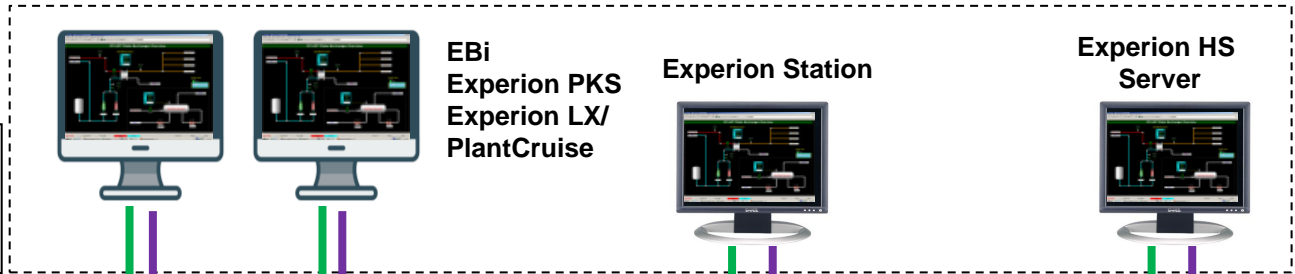 EBi
Experion PKS
Experion LX/
PlantCruise
Experion Station
Experion HS
Server